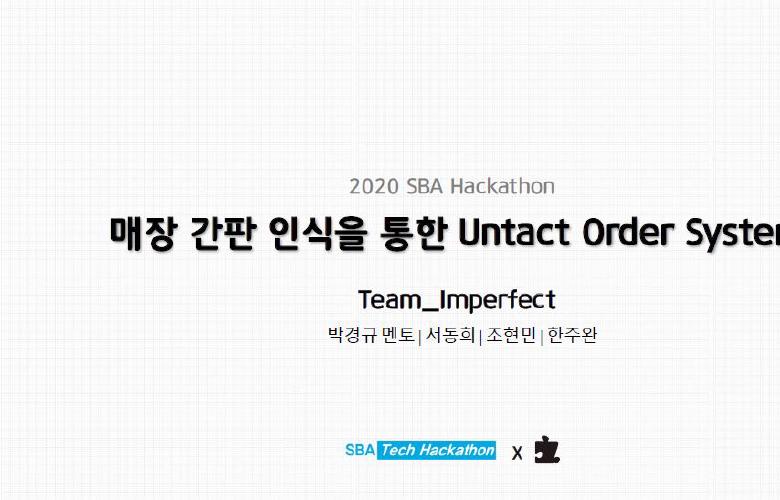 2020 SBA Hackathon
매장 간판 인식을 통한 Untact Order System
Team_Imperfect
박경규 멘토 | 서동희 | 조현민 | 한주완
SBA Tech Hackathon X